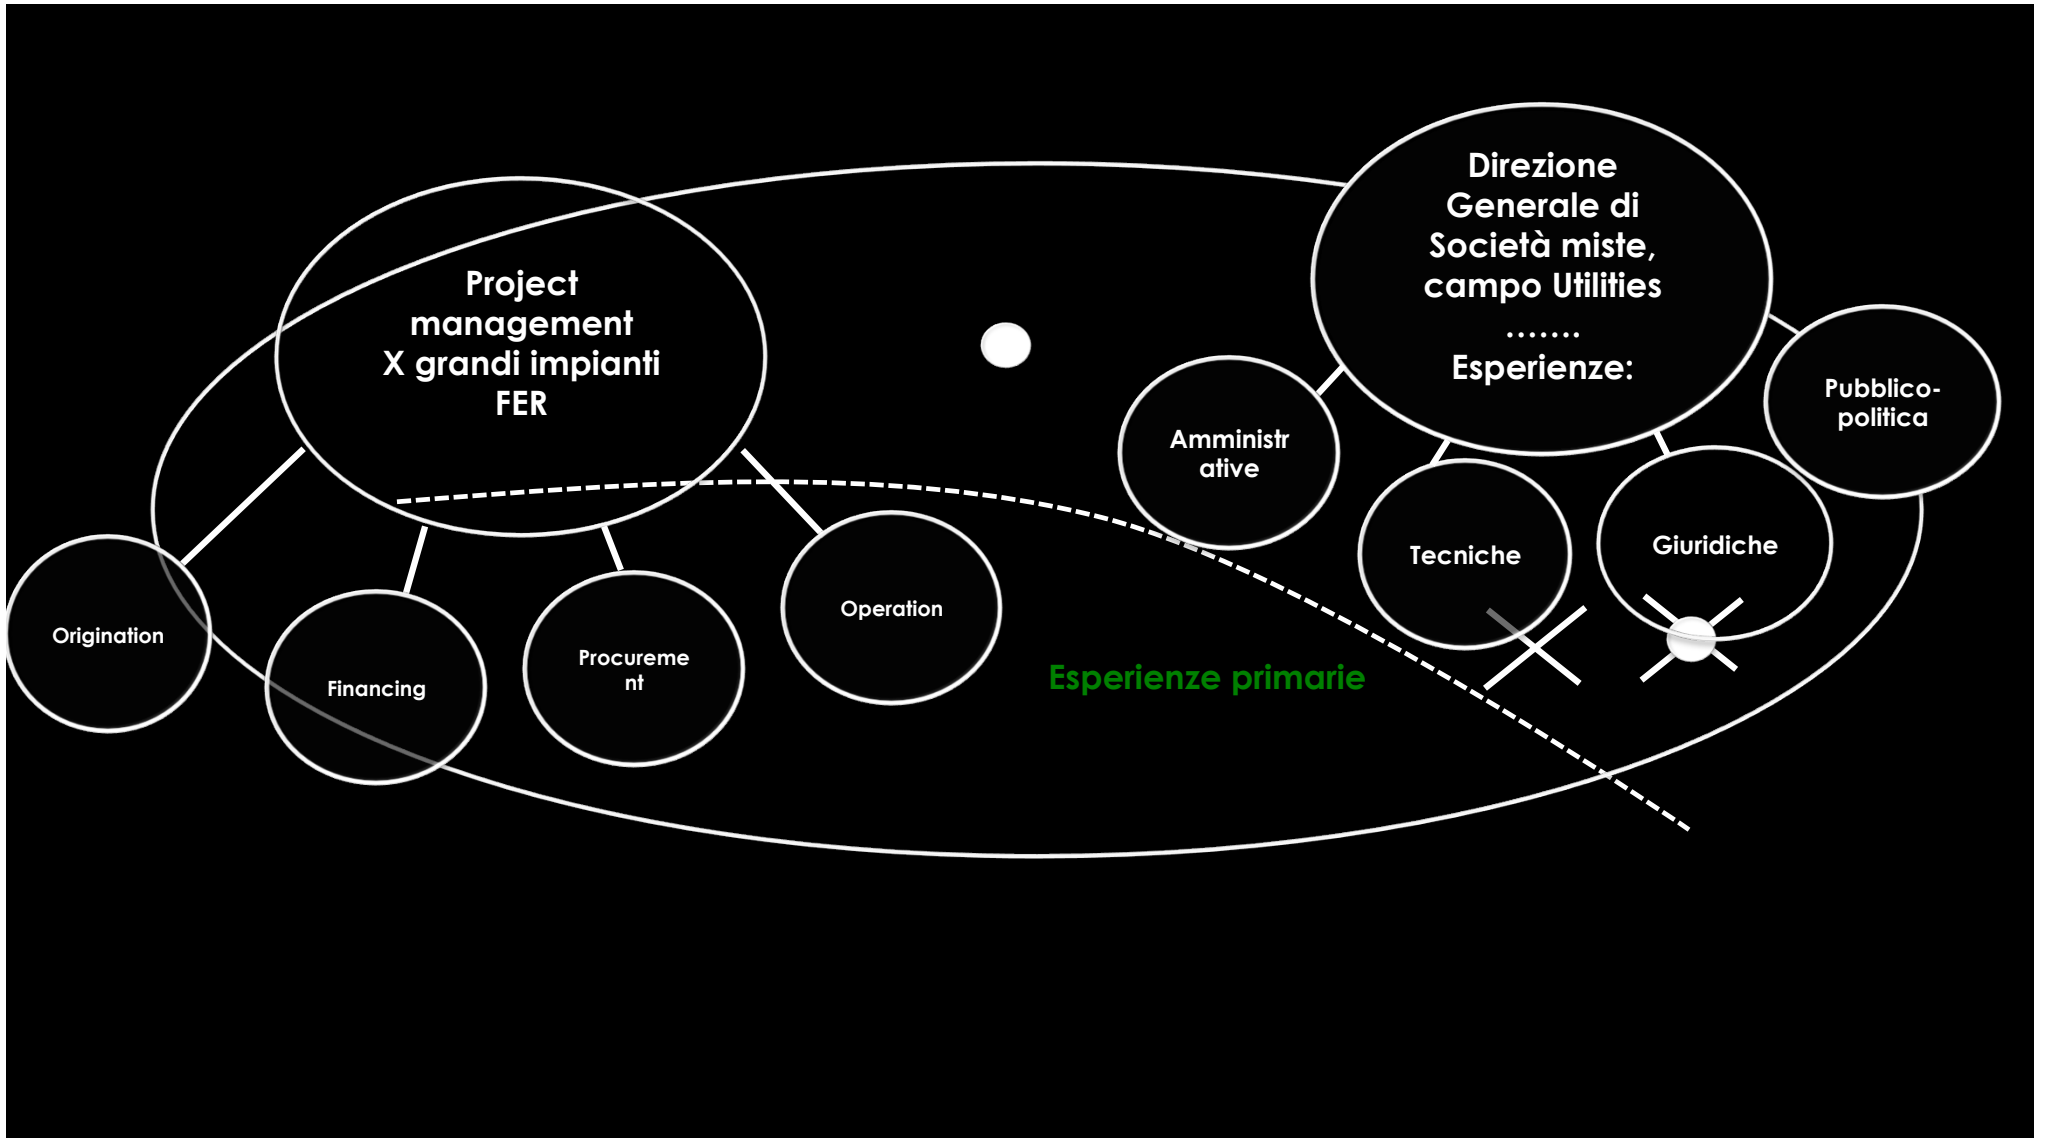 Project
management
X grandi impianti
FER
Origination
Financing
Procureme
nt
Operation
Direzione
Generale di
Società miste,
campo Utilities
.......
Esperienze:
Amministr
ative
Tecniche
Giuridiche
Pubblico-
politica
Esperienze primarie